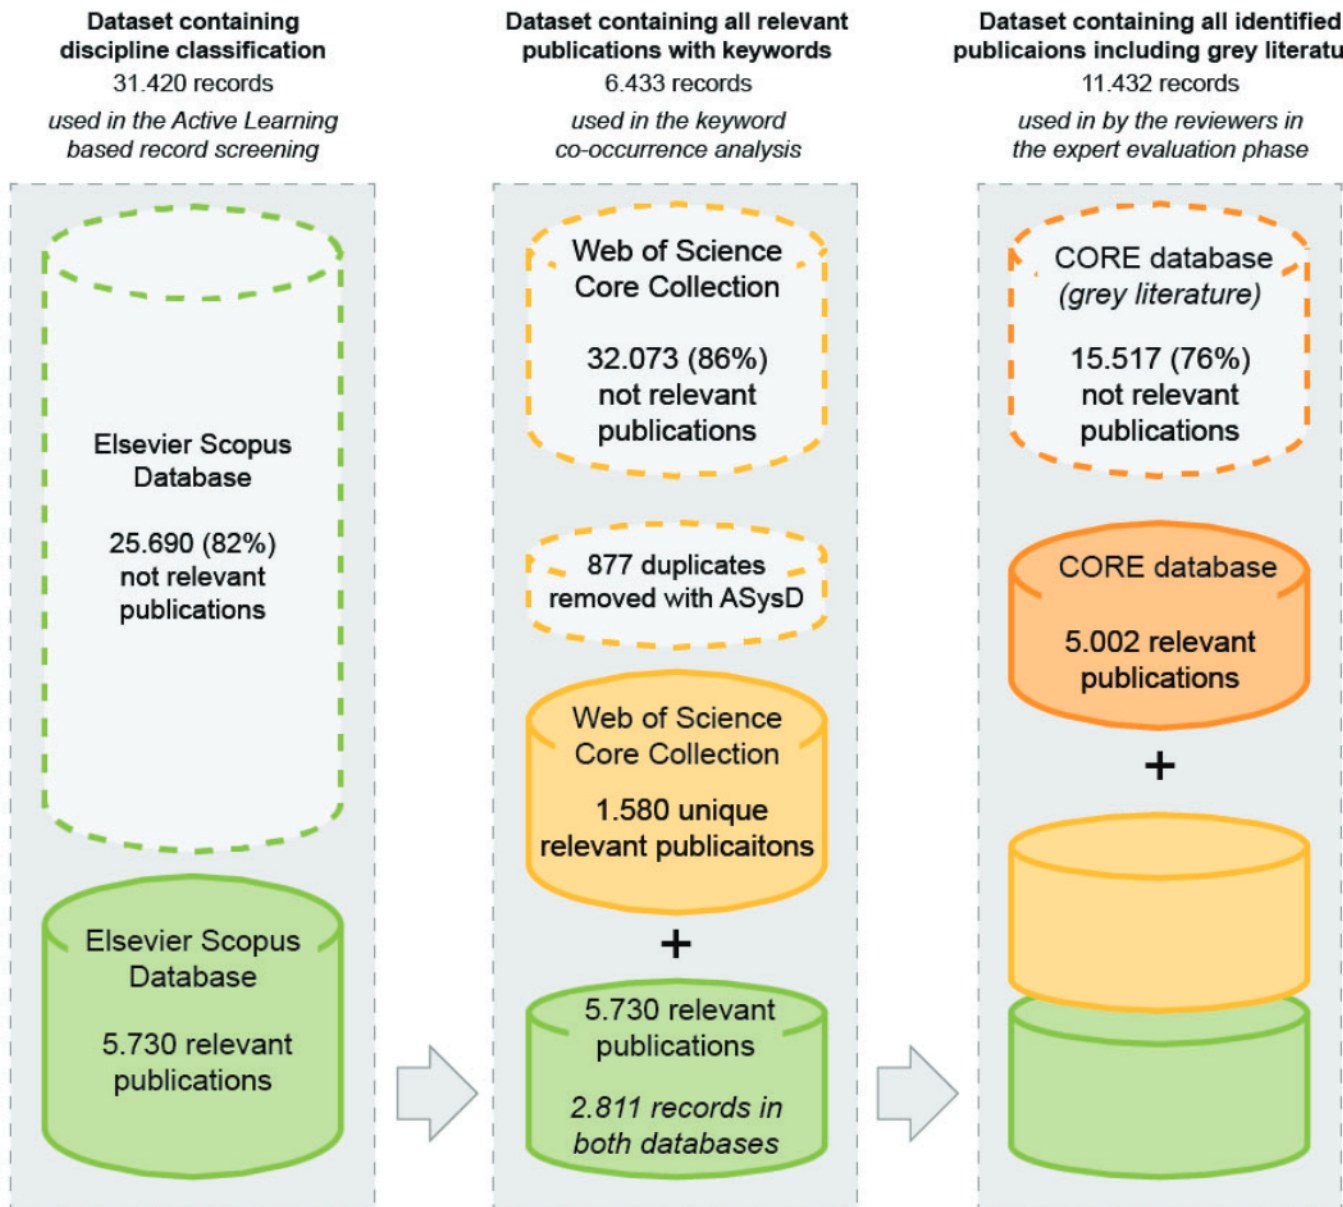 Dataset containing
discipline classification
31.420 records
used in the Active Learning
based record screening
Elsevier Scopus
Database
25.690 (82%)
not relevant
publications
Elsevier Scopus
Database
5.730 relevant
publications
Dataset containing all relevant
publications with keywords
6.433 records
used in the keyword
co-occurrence analysis
Web of Science
Core Collection
32.073 (86%)
not relevant
publications
877 duplicates
removed with ASysD
Web of Science
Core Collection
1.580 unique
relevant publicaitons
+
5.730 relevant
publications
2.811 records in
both databases
Dataset containing all identified
publicaions including grey literatu
11.432 records
used in by the reviewers in
the expert evaluation phase
CORE database
(grey literature)
15.517 (76%)
not relevant
publications
CORE database
5.002 relevant
publications
+